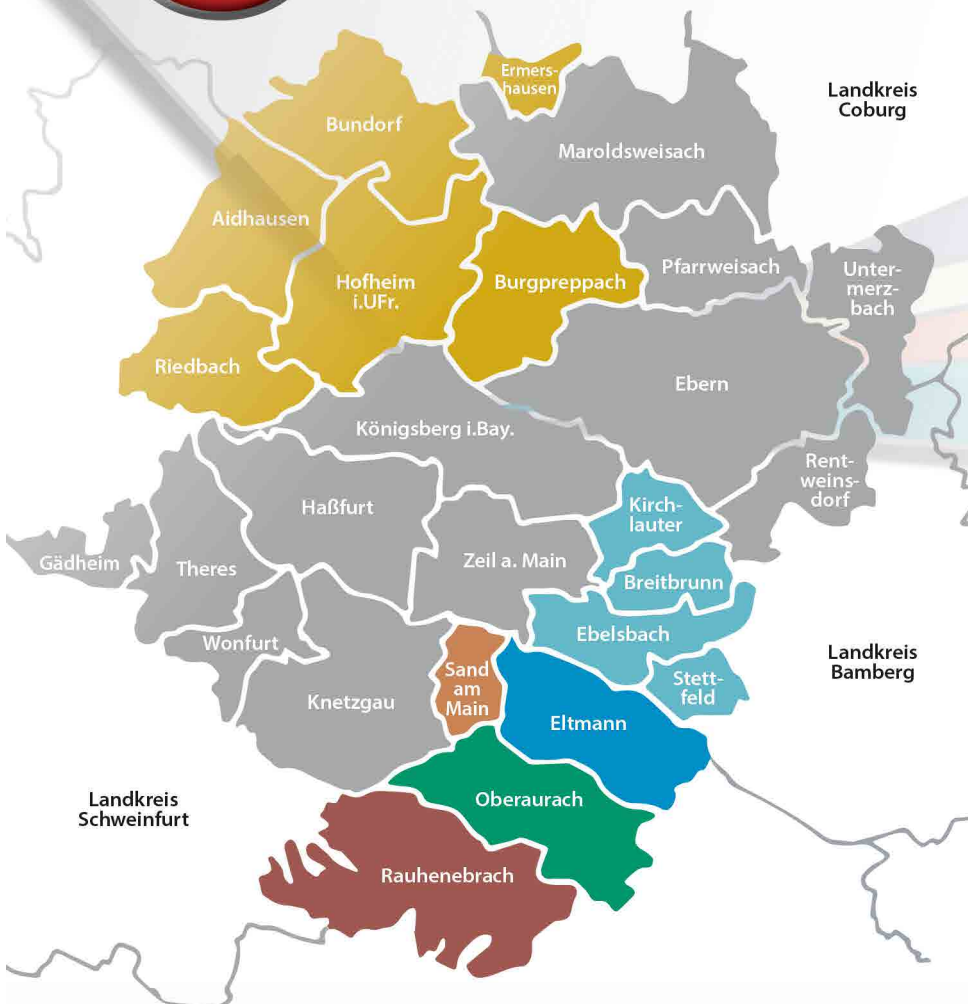 Ermers-
hausen
Landkreis
Coburg
Bundorf
Maroldsweisach
Aidhausen
Hofheim
i.UFr.
Burgpreppach
Pfarrweisach
Unter-
merz-
bach
Riedbach
Ebern
Königsberg i.Bay.
Rent-
weins-
dorf
Haßfurt
Kirch-
lauter
Gädheim
Theres
Zeil a. Main
Breitbrunn
Wonfurt
Ebelsbach
Landkreis
Bamberg
Sand
am
Main
Stett-
feld
Knetzgau
Eltmann
Landkreis
Schweinfurt
Oberaurach
Rauhenebrach